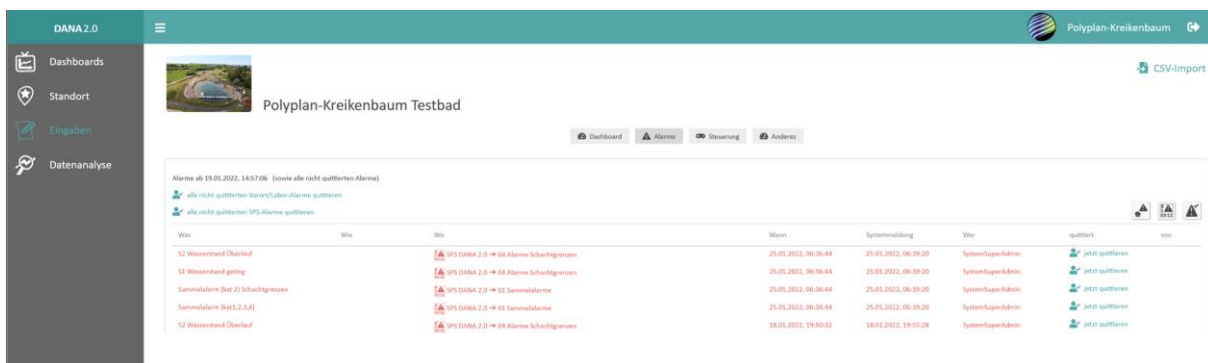 DANA 2.0
Polyplan-Kreikenbaum
Dashboards
Standort
Eingaben
Datenanalyse
CSV-Import
Polyplan-Kreikenbaum Testbad
Dashboard Alarme Steuerung Anderes
Alarme ab 19.01.2022, 14:57:06 (sowie alle nicht quittierten Alarme)
alle nicht quittierten Vorort/Labor-Alarme quittieren
alle nicht quittierten SPS-Alarme quittieren
Was Wie Wo Wann Systemmeldung Wer quittiert von
S2 Wasserstand Überlauf SPS DANA 2.0 → 04 Alarme Schachtgrenzen 25.01.2022, 06:36:44 25.01.2022, 06:39:20 SystemSuperAdmin jetzt quittieren
S1 Wasserstand gering SPS DANA 2.0 → 04 Alarme Schachtgrenzen 25.01.2022, 06:36:44 25.01.2022, 06:39:20 SystemSuperAdmin jetzt quittieren
Sammelalarm (kat 2) Schachtgrenzen SPS DANA 2.0 → 01 Sammelalarme 25.01.2022, 06:36:44 25.01.2022, 06:39:20 SystemSuperAdmin jetzt quittieren
Sammelalarm (kat1,2,3,4) SPS DANA 2.0 → 01 Sammelalarme 25.01.2022, 06:36:44 25.01.2022, 06:39:20 SystemSuperAdmin jetzt quittieren
S2 Wasserstand Überlauf SPS DANA 2.0 → 04 Alarme Schachtgrenzen 18.01.2022, 19:50:32 18.01.2022, 19:55:28 SystemSuperAdmin jetzt quittieren